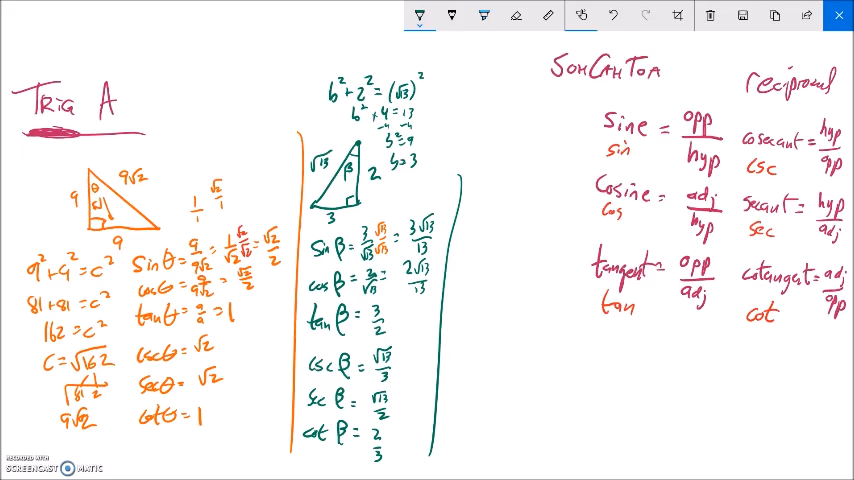 TRIG A
9
θ
9√2
9
1/1
√2/1
9² + 9² = c²
81 + 81 = c²
162 = c²
c = √162
9√2
sin θ = 9/9√2 = 1/√2 √2/√2 = √2/2
cos θ = 9/9√2 = √2/2
tan θ = 9/9 = 1
csc θ = √2
sec θ = √2
cot θ = 1
b² + 2² = (√13)²
b² + 4 = 13
-4 -4
b² = 9
b = 3
√13
β
2
3
sin β = 3/√13 √13/√13 = 3√13/13
cos β = 2/√13 = 2√13/13
tan β = 3/2
csc β = √13/3
sec β = √13/2
cot β = 2/3
SOHCAHTOA
reciprocal
sine = opp/hyp
sin
cosecant = hyp/opp
csc
Cosine = adj/hyp
cos
secant = hyp/adj
sec
tangent = opp/adj
tan
cotangent = adj/opp
cot
RECORDED WITH
SCREENCAST MATIC